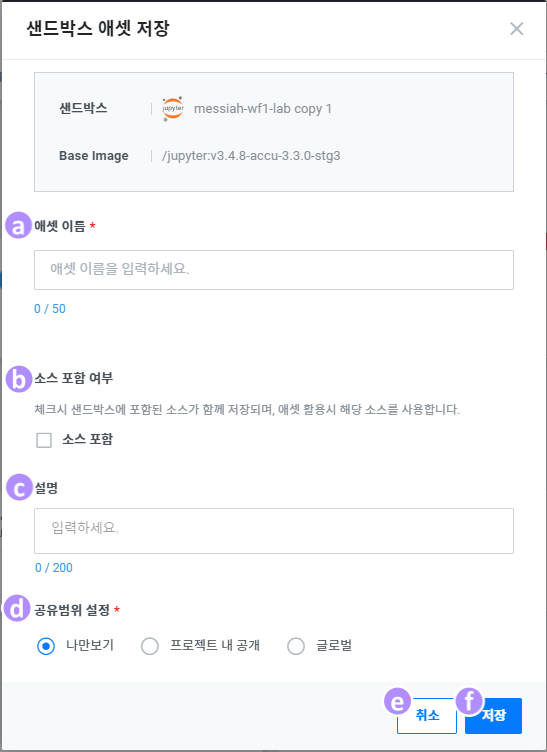 샌드박스 애셋 저장
샌드박스 jupyter messiah-wf1-lab copy 1
Base Image /jupyter:v3.4.8-accu-3.3.0-stg3
a 애셋 이름 *
애셋 이름을 입력하세요.
0 / 50
b 소스 포함 여부
체크시 샌드박스에 포함된 소스가 함께 저장되며, 애셋 활용시 해당 소스를 사용합니다.
소스 포함
c 설명
입력하세요.
0 / 200
d 공유범위 설정 *
나만보기 프로젝트 내 공개 글로벌
e 취소 f 저장